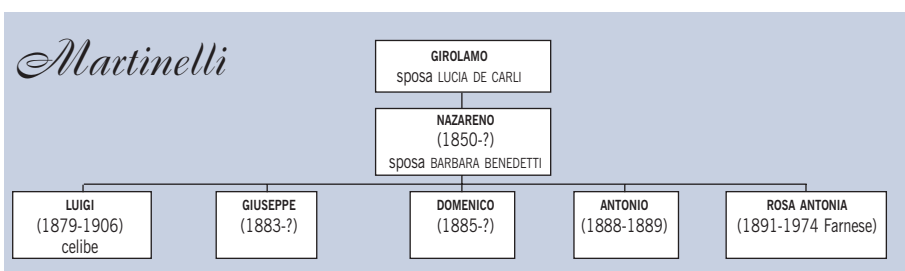 Martinelli
GIROLAMO
sposa LUCIA DE CARLI
NAZARENO
(1850-?)
sposa BARBARA BENEDETTI
LUIGI
(1879-1906)
celibe
GIUSEPPE
(1883-?)
DOMENICO
(1885-?)
ANTONIO
(1888-1889)
ROSA ANTONIA
(1891-1974 Farnese)